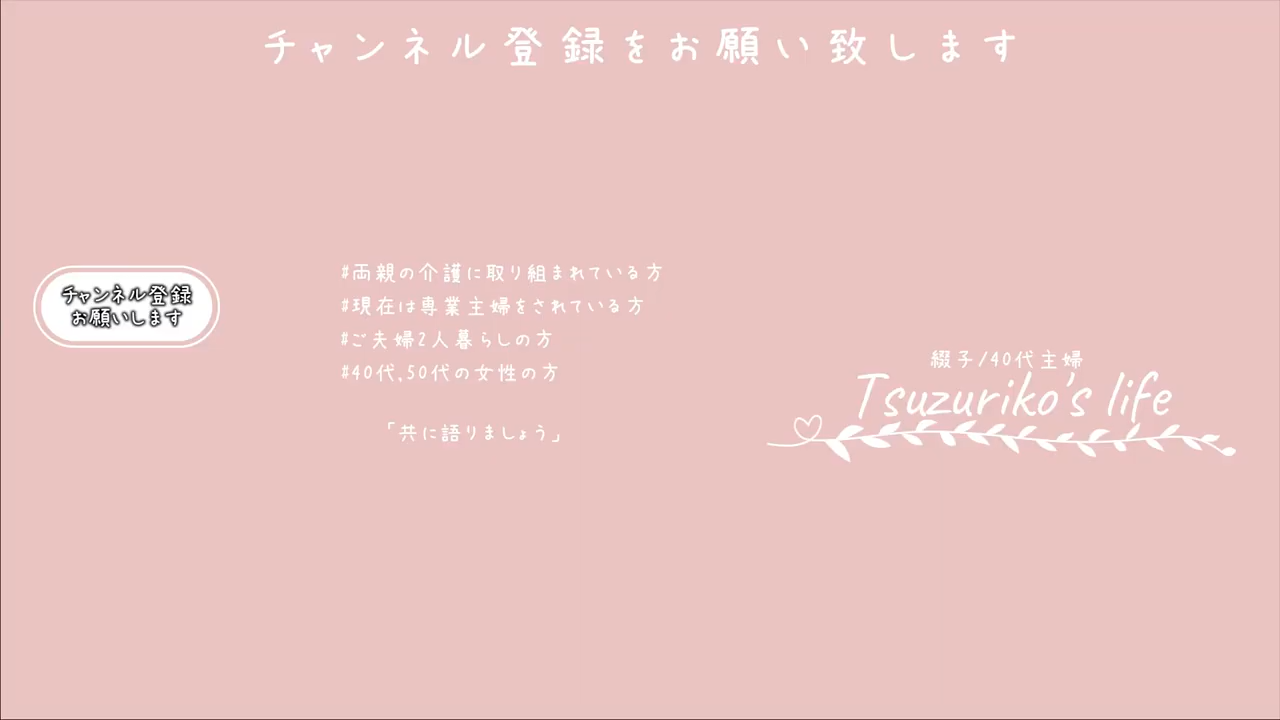 チャンネル登録をお願い致します
チャンネル登録
お願いします
#両親の介護に取り組まれている方
#現在は専業主婦をされている方
#ご夫婦2人暮らしの方
#40代、50代の女性の方
「共に語りましょう」
綴子/40代主婦
Tsuzuriko's life